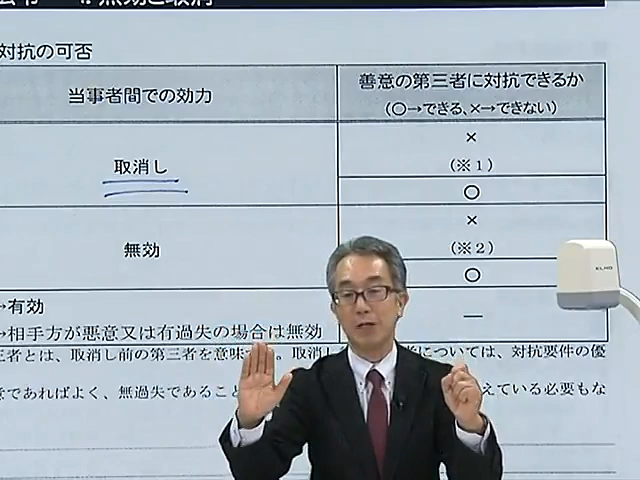 4. 無効と取消
対抗の可否
当事者間での効力
善意の第三者に対抗できるか
(〇→できる、×→できない)
取消し
×
(※1)
〇
無効
×
(※2)
〇
→有効
→相手方が悪意又は有過失の場合は無効
―
三者とは、取消し前の第三者を意味
。取消し
者については、対抗要件の優
意であればよく、無過失であるこ
えている必要もな
ELMO